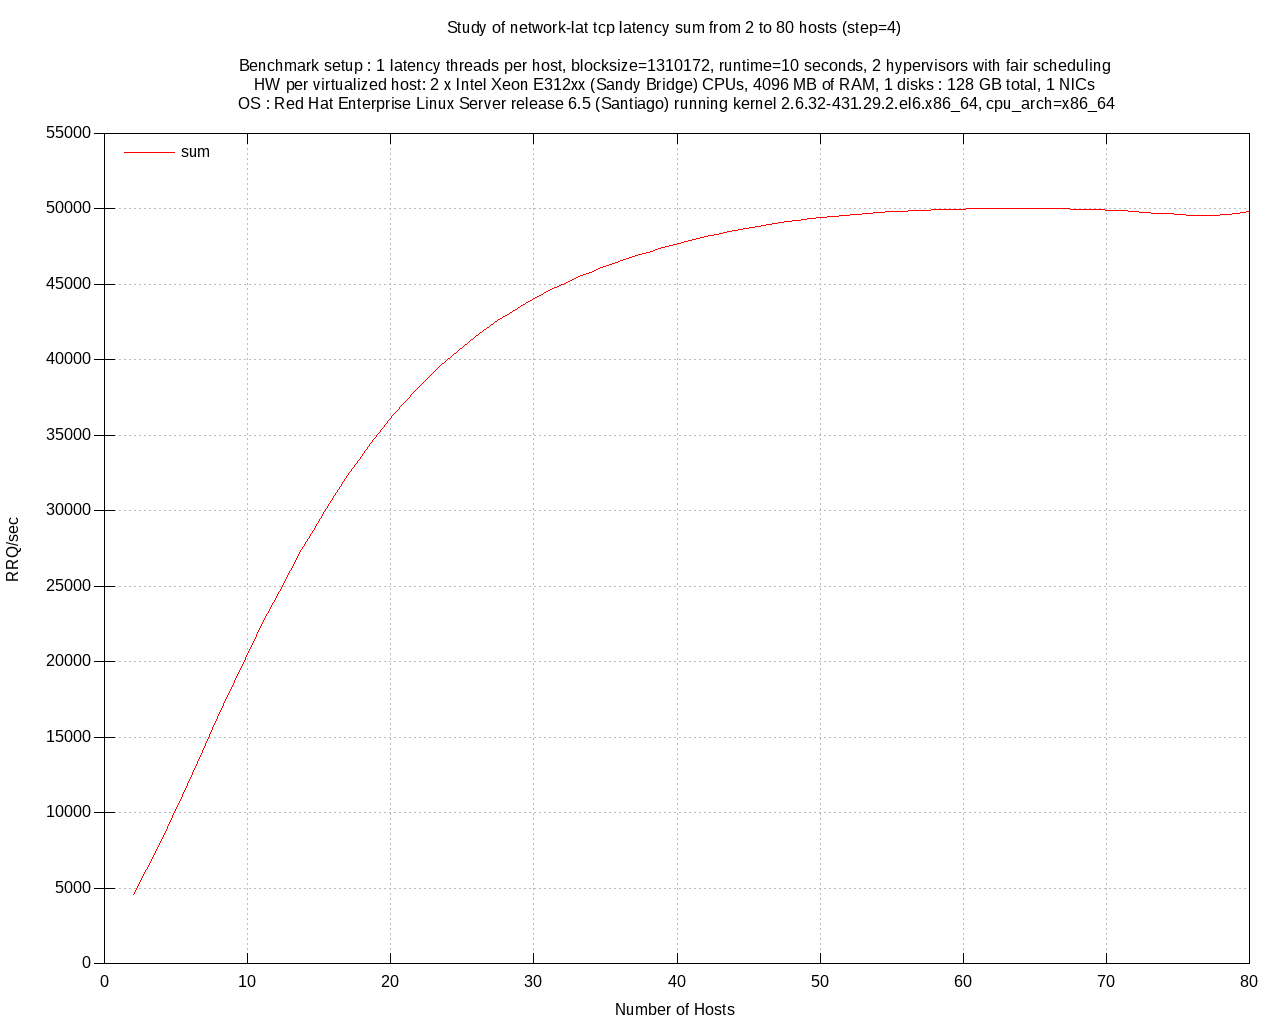 Study of network-lat tcp latency sum from 2 to 80 hosts (step=4)
Benchmark setup : 1 latency threads per host, blocksize=1310172, runtime=10 seconds, 2 hypervisors with fair scheduling
HW per virtualized host: 2 x Intel Xeon E312xx (Sandy Bridge) CPUs, 4096 MB of RAM, 1 disks : 128 GB total, 1 NICs
OS : Red Hat Enterprise Linux Server release 6.5 (Santiago) running kernel 2.6.32-431.29.2.el6.x86_64, cpu_arch=x86_64
55000
sum
50000
45000
40000
35000
30000
RRQ/sec
25000
20000
15000
10000
5000
0
0 10 20 30 40 50 60 70 80
Number of Hosts